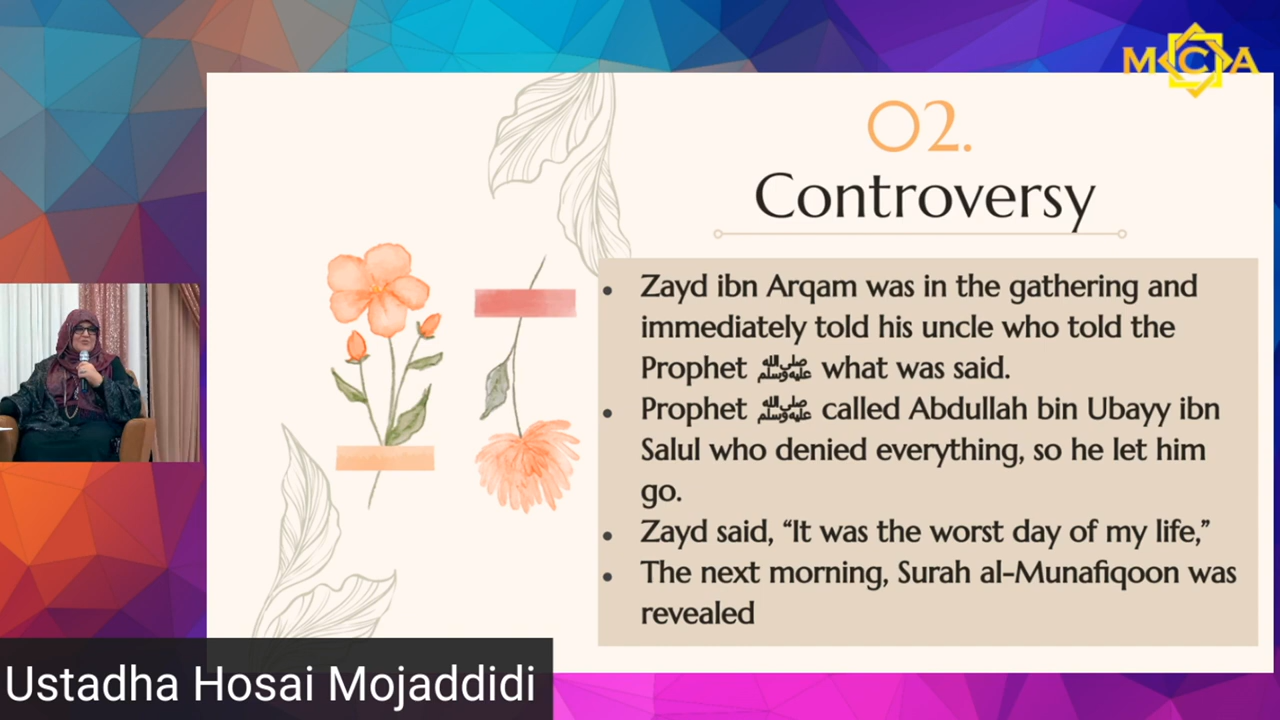 MCA
02.
Controversy
• Zayd ibn Arqam was in the gathering and
immediately told his uncle who told the
Prophet ﷺ what was said.
• Prophet ﷺ called Abdullah bin Ubayy ibn
Salul who denied everything, so he let him
go.
• Zayd said, “It was the worst day of my life,”
• The next morning, Surah al-Munafiqoon was
revealed
Ustadha Hosai Mojaddidi